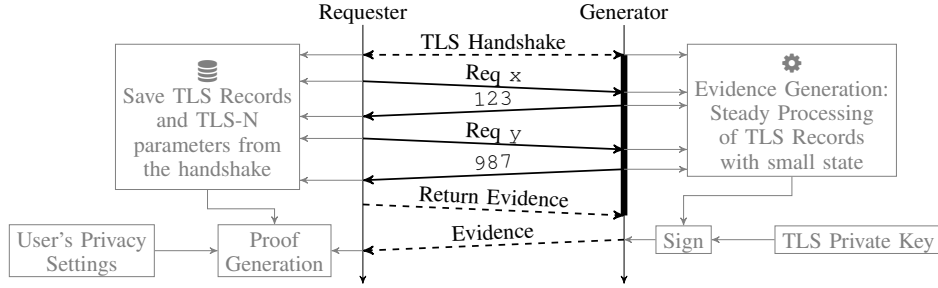 Requester
Generator
TLS Handshake
Req x
123
Req y
987
Return Evidence
Evidence
Save TLS Records
and TLS-N
parameters from
the handshake
Evidence Generation:
Steady Processing
of TLS Records
with small state
User's Privacy
Settings
Proof
Generation
Sign
TLS Private Key